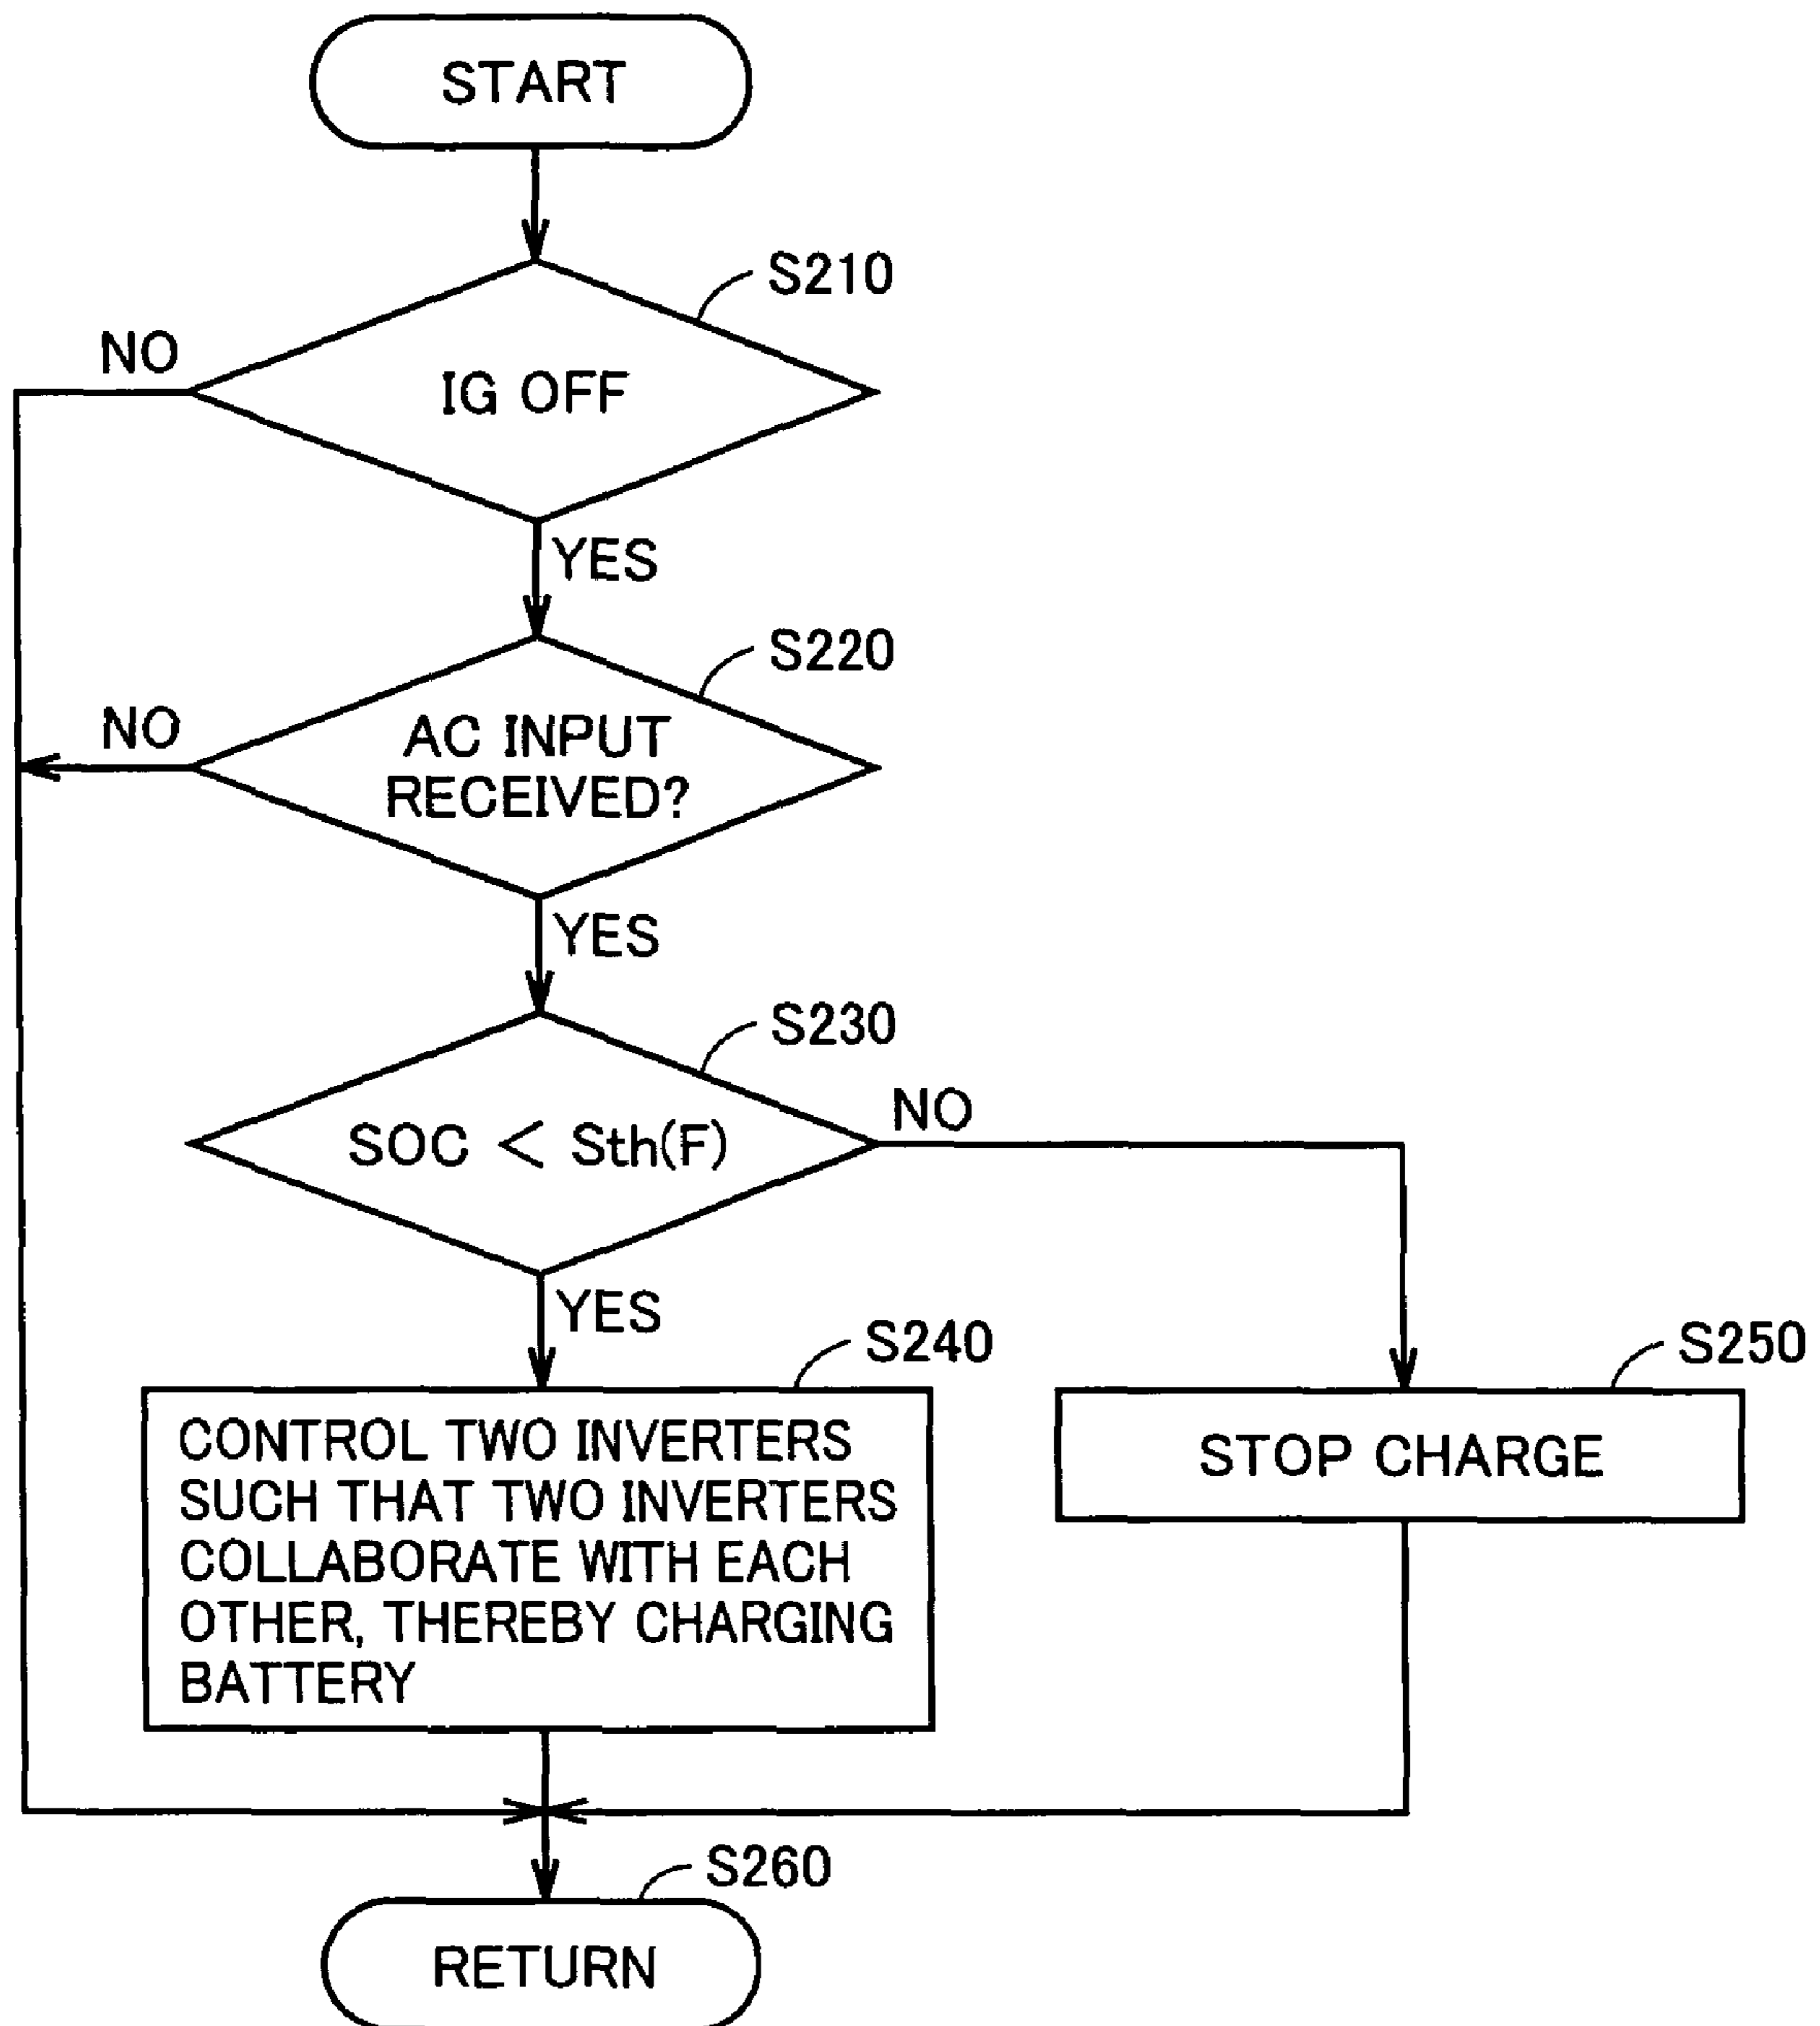 START
S210
NO
IG OFF
YES
S220
NO
AC INPUT
RECEIVED?
YES
S230
NO
SOC < Sth(F)
YES
S240
S250
CONTROL TWO INVERTERS
SUCH THAT TWO INVERTERS
COLLABORATE WITH EACH
OTHER, THEREBY CHARGING
BATTERY
STOP CHARGE
S260
RETURN